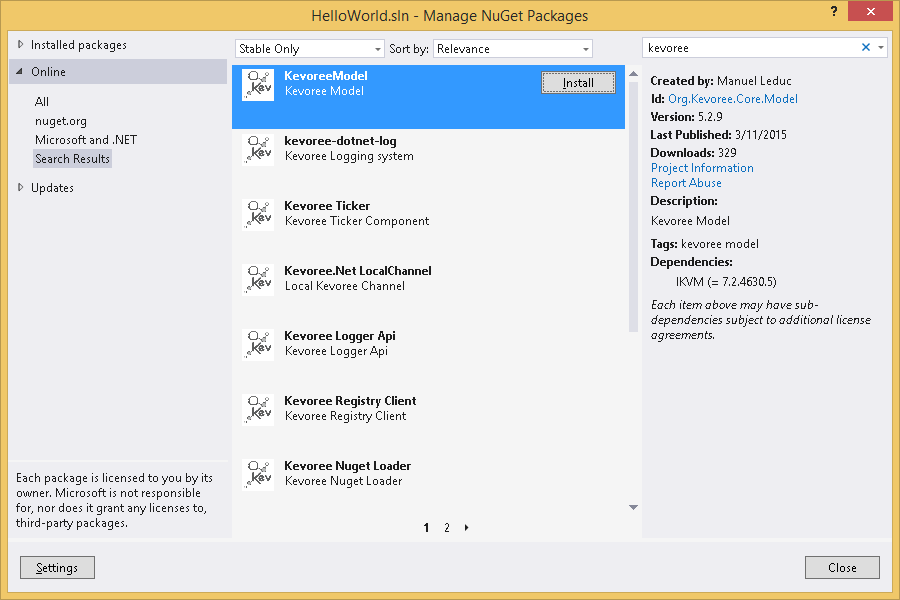 HelloWorld.sln - Manage NuGet Packages
?
Installed packages
Online
All
nuget.org
Microsoft and .NET
Search Results
Updates
Each package is licensed to you by its
owner. Microsoft is not responsible
for, nor does it grant any licenses to,
third-party packages.
Stable Only
Sort by:
Relevance
KevoreeModel
Kevoree Model
Install
Kev
kevoree-dotnet-log
Kevoree Logging system
Kev
Kevoree Ticker
Kevoree Ticker Component
Kev
Kevoree.Net LocalChannel
Local Kevoree Channel
Kev
Kevoree Logger Api
Kevoree Logger Api
Kev
Kevoree Registry Client
Kevoree Registry Client
Kev
Kevoree Nuget Loader
Kevoree Nuget Loader
Kev
1 2
kevoree
Created by: Manuel Leduc
Id: Org.Kevoree.Core.Model
Version: 5.2.9
Last Published: 3/11/2015
Downloads: 329
Project Information
Report Abuse
Description:
Kevoree Model
Tags: kevoree model
Dependencies:
IKVM (= 7.2.4630.5)
Each item above may have sub-
dependencies subject to additional license
agreements.
Settings
Close